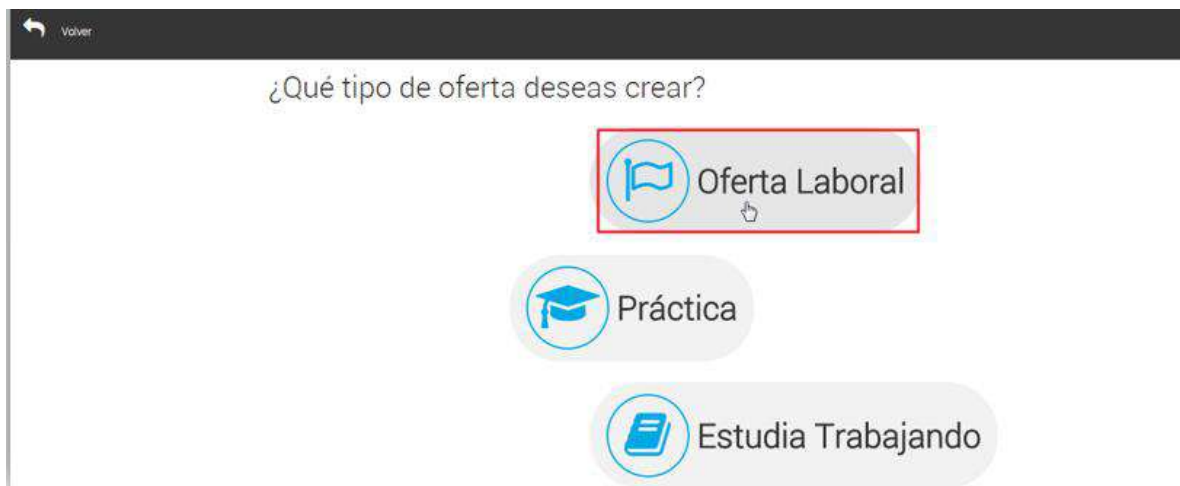 Volver
¿Qué tipo de oferta deseas crear?
Oferta Laboral
Práctica
Estudia Trabajando